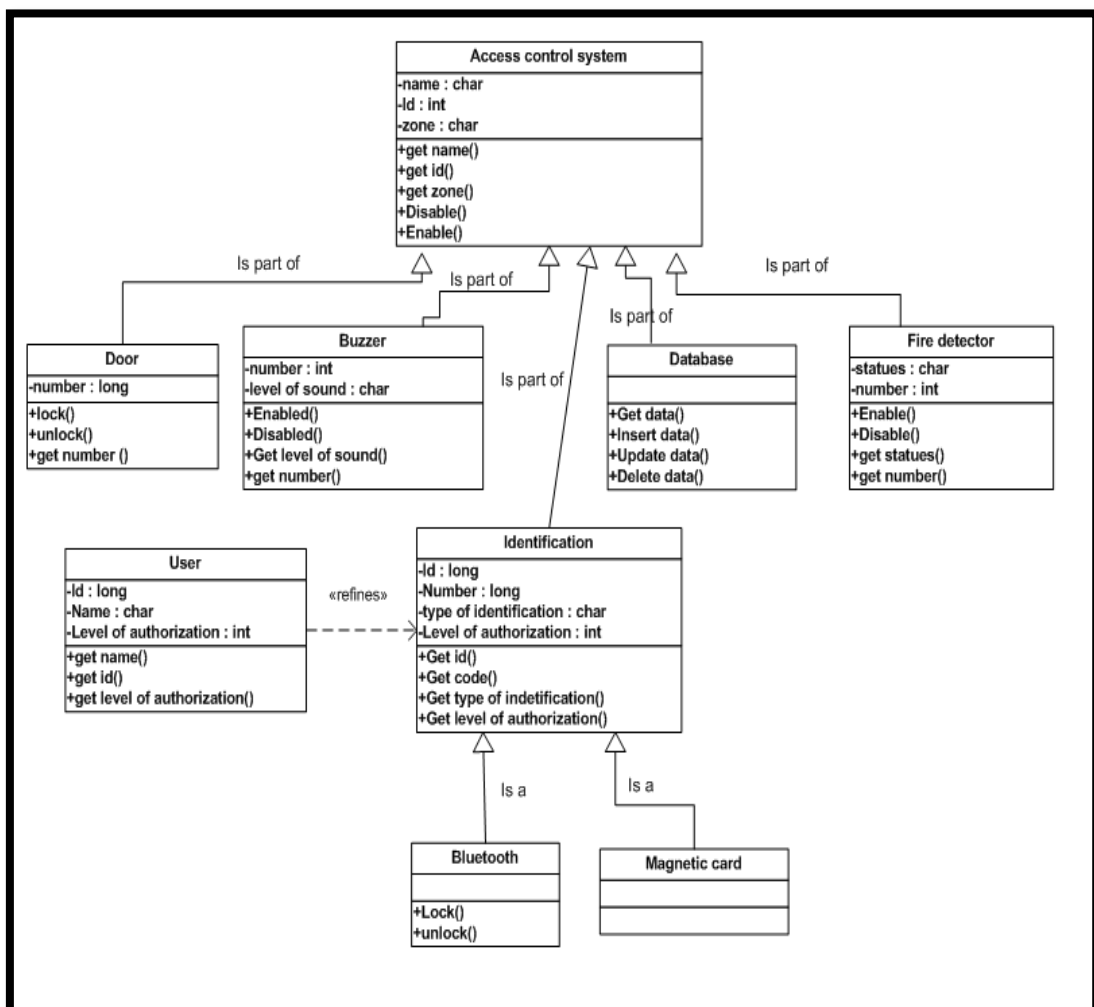 Access control system
-name : char
-Id : int
-zone : char
+get name()
+get id()
+get zone()
+Disable()
+Enable()
Is part of
Is part of
Is part of
Is part of
Is part of
Door
-number : long
+lock()
+unlock()
+get number ()
Buzzer
-number : int
-level of sound : char
+Enabled()
+Disabled()
+Get level of sound()
+get number()
Database
+Get data()
+Insert data()
+Update data()
+Delete data()
Fire detector
-statues : char
-number : int
+Enable()
+Disable()
+get statues()
+get number()
User
-Id : long
-Name : char
-Level of authorization : int
+get name()
+get id()
+get level of authorization()
«refines»
Identification
-Id : long
-Number : long
-type of identification : char
-Level of authorization : int
+Get id()
+Get code()
+Get type of indetification()
+Get level of authorization()
Is a
Is a
Bluetooth
+Lock()
+unlock()
Magnetic card